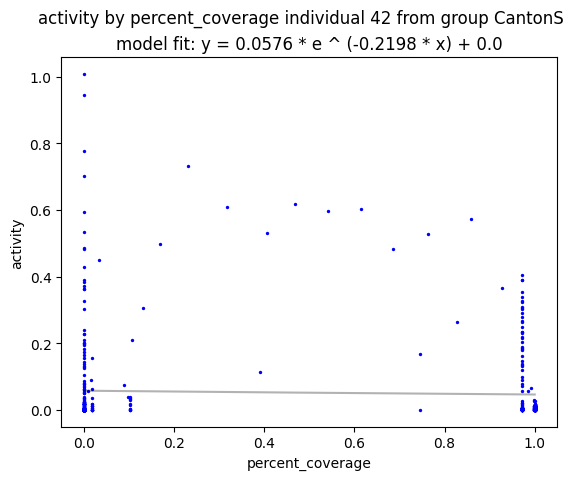 activity by percent_coverage individual 42 from group CantonS
model fit: y = 0.0576 * e ^ (-0.2198 * x) + 0.0
1.0
0.8
0.6
0.4
0.2
0.0
activity
0.0 0.2 0.4 0.6 0.8 1.0
percent_coverage